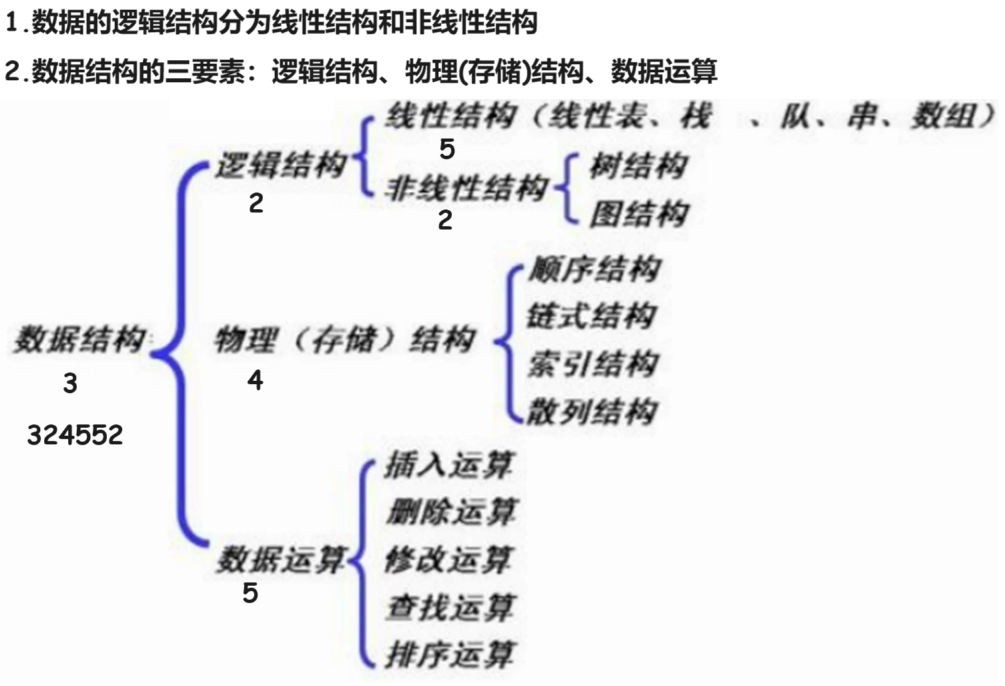 1.数据的逻辑结构分为线性结构和非线性结构
2.数据结构的三要素：逻辑结构、物理(存储)结构、数据运算
线性结构（线性表、栈 、队、串、数组）
5
逻辑结构
2
非线性结构
2
树结构
图结构
数据结构:
3
324552
物理（存储）结构
4
顺序结构
链式结构
索引结构
散列结构
数据运算
5
插入运算
删除运算
修改运算
查找运算
排序运算